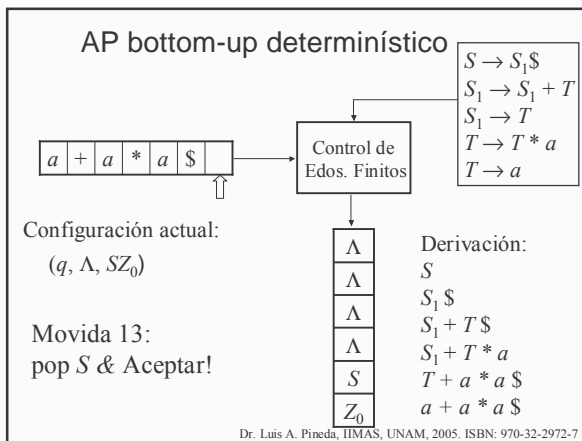 AP bottom-up determinístico
S → S₁$
S₁ → S₁ + T
S₁ → T
T → T * a
T → a
a + a * a $
Control de
Edos. Finitos
Configuración actual:
(q, Λ, SZ₀)
Movida 13:
pop S & Aceptar!
Λ
Λ
Λ
Λ
S
Z₀
Derivación:
S
S₁ $
S₁ + T $
S₁ + T * a
T + a * a $
a + a * a $
Dr. Luis A. Pineda, IIMAS, UNAM, 2005. ISBN: 970-32-2972-7